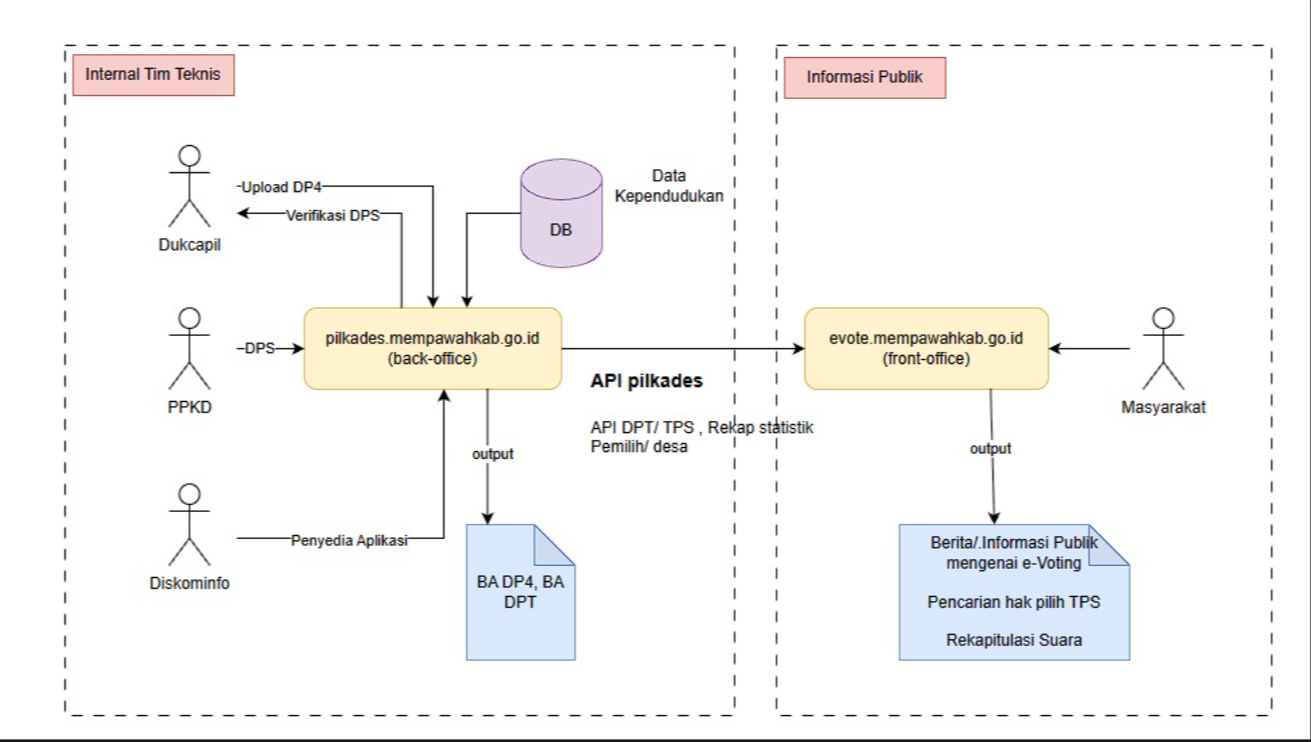 Internal Tim Teknis
Informasi Publik
Upload DP4
Verifikasi DPS
Dukcapil
DB
Data
Kependudukan
DPS
PPKD
pilkades.mempawahkab.go.id
(back-office)
API pilkades
API DPT/ TPS , Rekap statistik
Pemilih/ desa
evote.mempawahkab.go.id
(front-office)
Masyarakat
output
output
Penyedia Aplikasi
Diskominfo
BA DP4, BA
DPT
Berita/.Informasi Publik
mengenai e-Voting
Pencarian hak pilih TPS
Rekapitulasi Suara